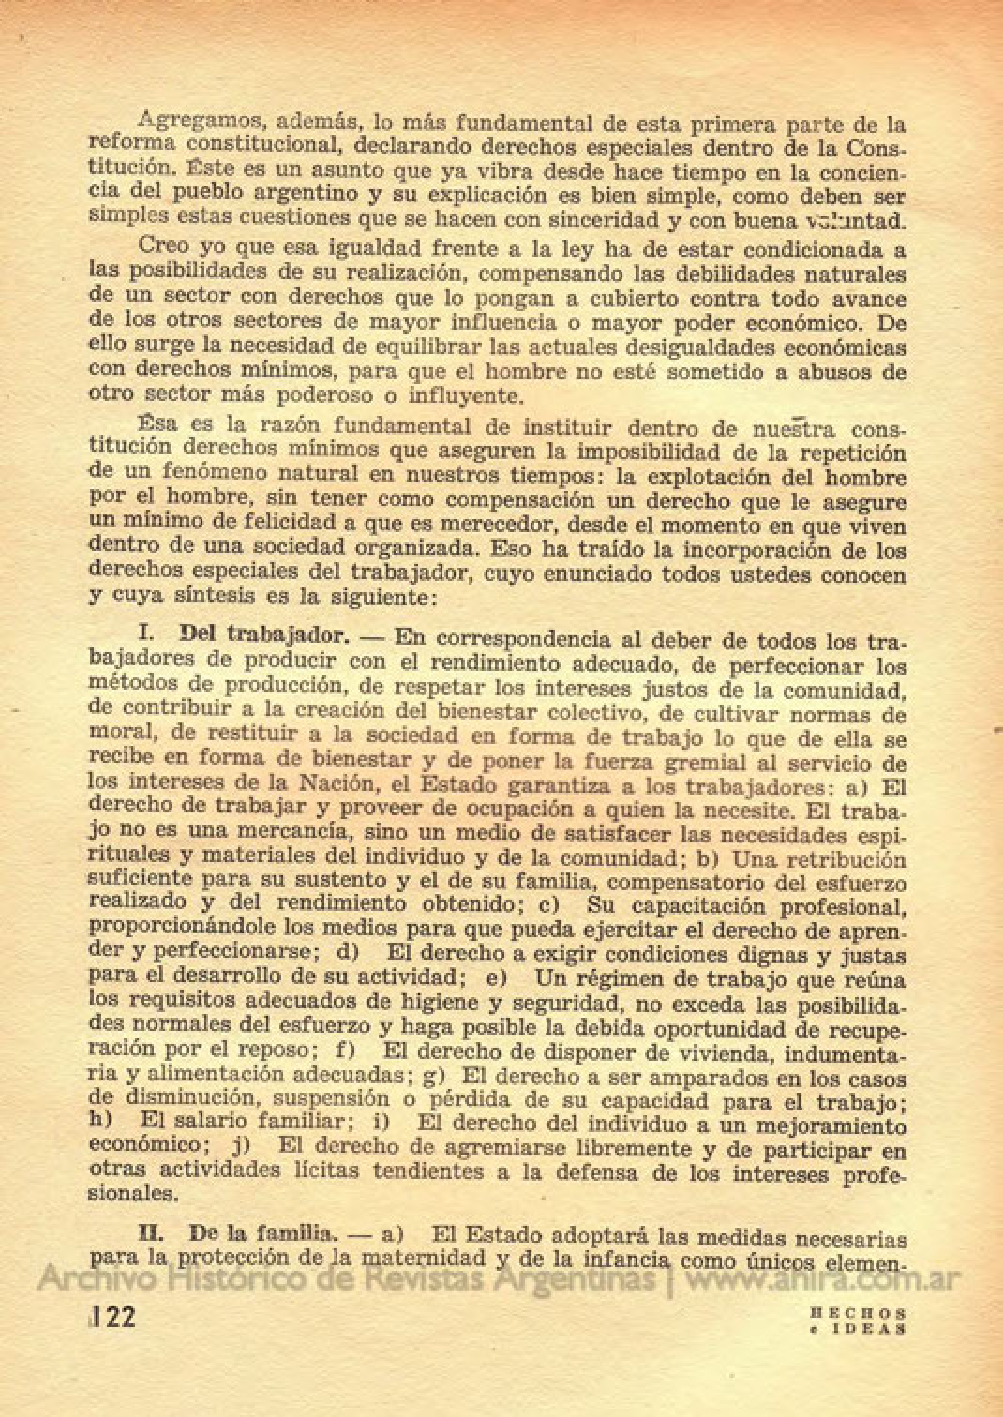 Agregamos, además, lo más fundamental de esta primera parte de la
reforma constitucional, declarando derechos especiales dentro de la Cons-
titución. Éste es un asunto que ya vibra desde hace tiempo en la concien-
cia del pueblo argentino y su explicación es bien simple, como deben ser
simples estas cuestiones que se hacen con sinceridad y con buena voluntad.
Creo yo que esa igualdad frente a la ley ha de estar condicionada a
las posibilidades de su realización, compensando las debilidades naturales
de un sector con derechos que lo pongan a cubierto contra todo avance
de los otros sectores de mayor influencia o mayor poder económico. De
ello surge la necesidad de equilibrar las actuales desigualdades económicas
con derechos mínimos, para que el hombre no esté sometido a abusos de
otro sector más poderoso o influyente.
Ésa es la razón fundamental de instituir dentro de nuestra cons-
titución derechos mínimos que aseguren la imposibilidad de la repetición
de un fenómeno natural en nuestros tiempos: la explotación del hombre
por el hombre, sin tener como compensación un derecho que le asegure
un mínimo de felicidad a que es merecedor, desde el momento en que viven
dentro de una sociedad organizada. Eso ha traído la incorporación de los
derechos especiales del trabajador, cuyo enunciado todos ustedes conocen
y cuya síntesis es la siguiente:
I. Del trabajador. — En correspondencia al deber de todos los tra-
bajadores de producir con el rendimiento adecuado, de perfeccionar los
métodos de producción, de respetar los intereses justos de la comunidad,
de contribuir a la creación del bienestar colectivo, de cultivar normas de
moral, de restituir a la sociedad en forma de trabajo lo que de ella se
recibe en forma de bienestar y de poner la fuerza gremial al servicio de
los intereses de la Nación, el Estado garantiza a los trabajadores: a) El
derecho de trabajar y proveer de ocupación a quien la necesite. El traba-
jo no es una mercancía, sino un medio de satisfacer las necesidades espi-
rituales y materiales del individuo y de la comunidad; b) Una retribución
suficiente para su sustento y el de su familia, compensatorio del esfuerzo
realizado y del rendimiento obtenido; c) Su capacitación profesional,
proporcionándole los medios para que pueda ejercitar el derecho de apren-
der y perfeccionarse; d) El derecho a exigir condiciones dignas y justas
para el desarrollo de su actividad; e) Un régimen de trabajo que reúna
los requisitos adecuados de higiene y seguridad, no exceda las posibilida-
des normales del esfuerzo y haga posible la debida oportunidad de recupe-
ración por el reposo; f) El derecho de disponer de vivienda, indumenta-
ria y alimentación adecuadas; g) El derecho a ser amparados en los casos
de disminución, suspensión o pérdida de su capacidad para el trabajo;
h) El salario familiar; i) El derecho del individuo a un mejoramiento
económico; j) El derecho de agremiarse libremente y de participar en
otras actividades lícitas tendientes a la defensa de los intereses profe-
sionales.
II. De la familia. — a) El Estado adoptará las medidas necesarias
para la protección de la maternidad y de la infancia como únicos elemen-
Archivo Histórico de Revistas Argentinas | www.ahira.com.ar
122
HECHOS
e IDEAS